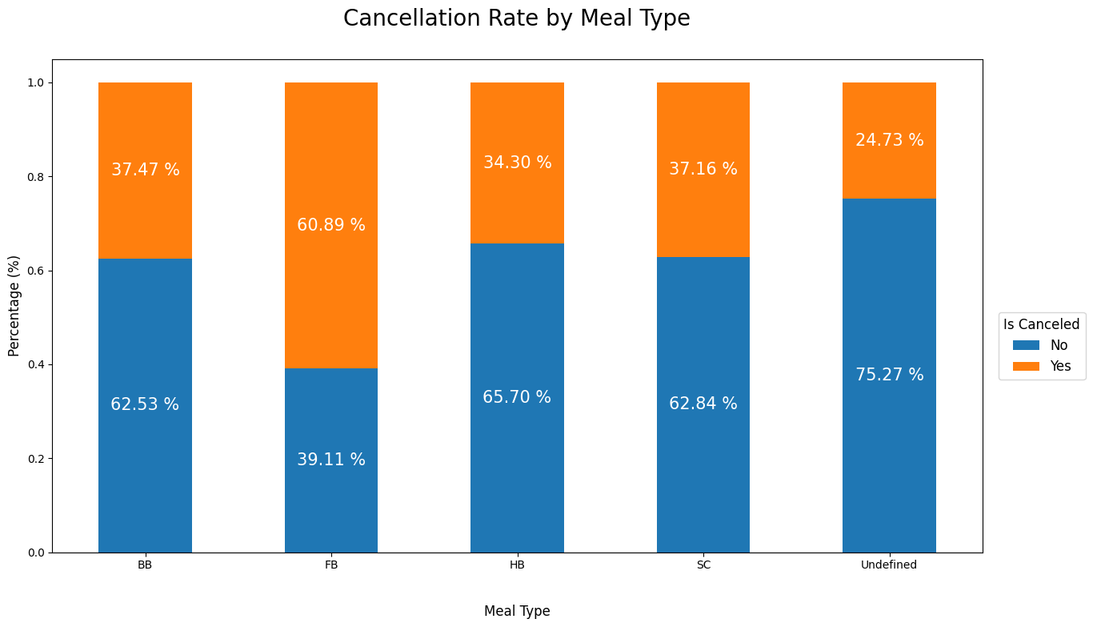 Cancellation Rate by Meal Type
Percentage (%)
1.0
0.8
0.6
0.4
0.2
0.0
37.47 %
60.89 %
34.30 %
37.16 %
24.73 %
62.53 %
39.11 %
65.70 %
62.84 %
75.27 %
BB
FB
HB
SC
Undefined
Meal Type
Is Canceled
No
Yes